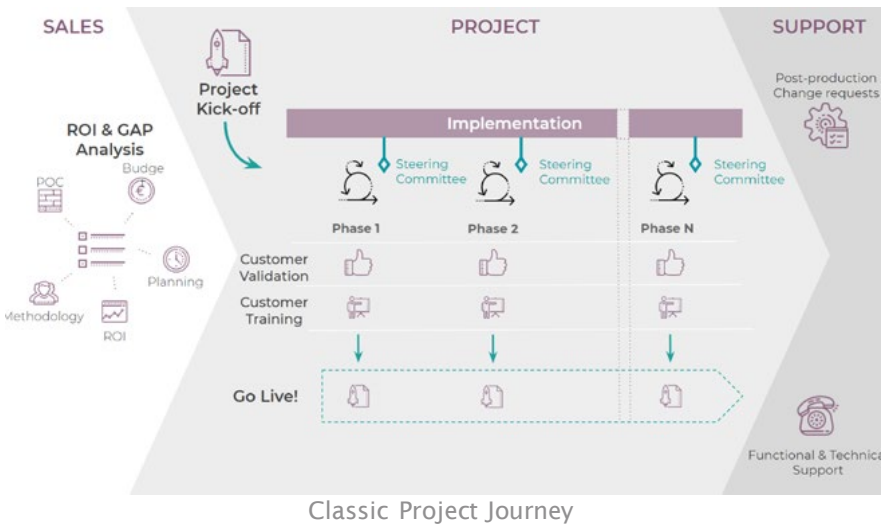 SALES
PROJECT
SUPPORT
Project
Kick-off
ROI & GAP
Analysis
Budget
POC
Planning
Methodology
ROI
Implementation
Steering
Committee
Steering
Committee
Steering
Committee
Phase 1
Phase 2
Phase N
Customer
Validation
Customer
Training
Go Live!
Post-production
Change requests
Functional & Technica
Support
Classic Project Journey